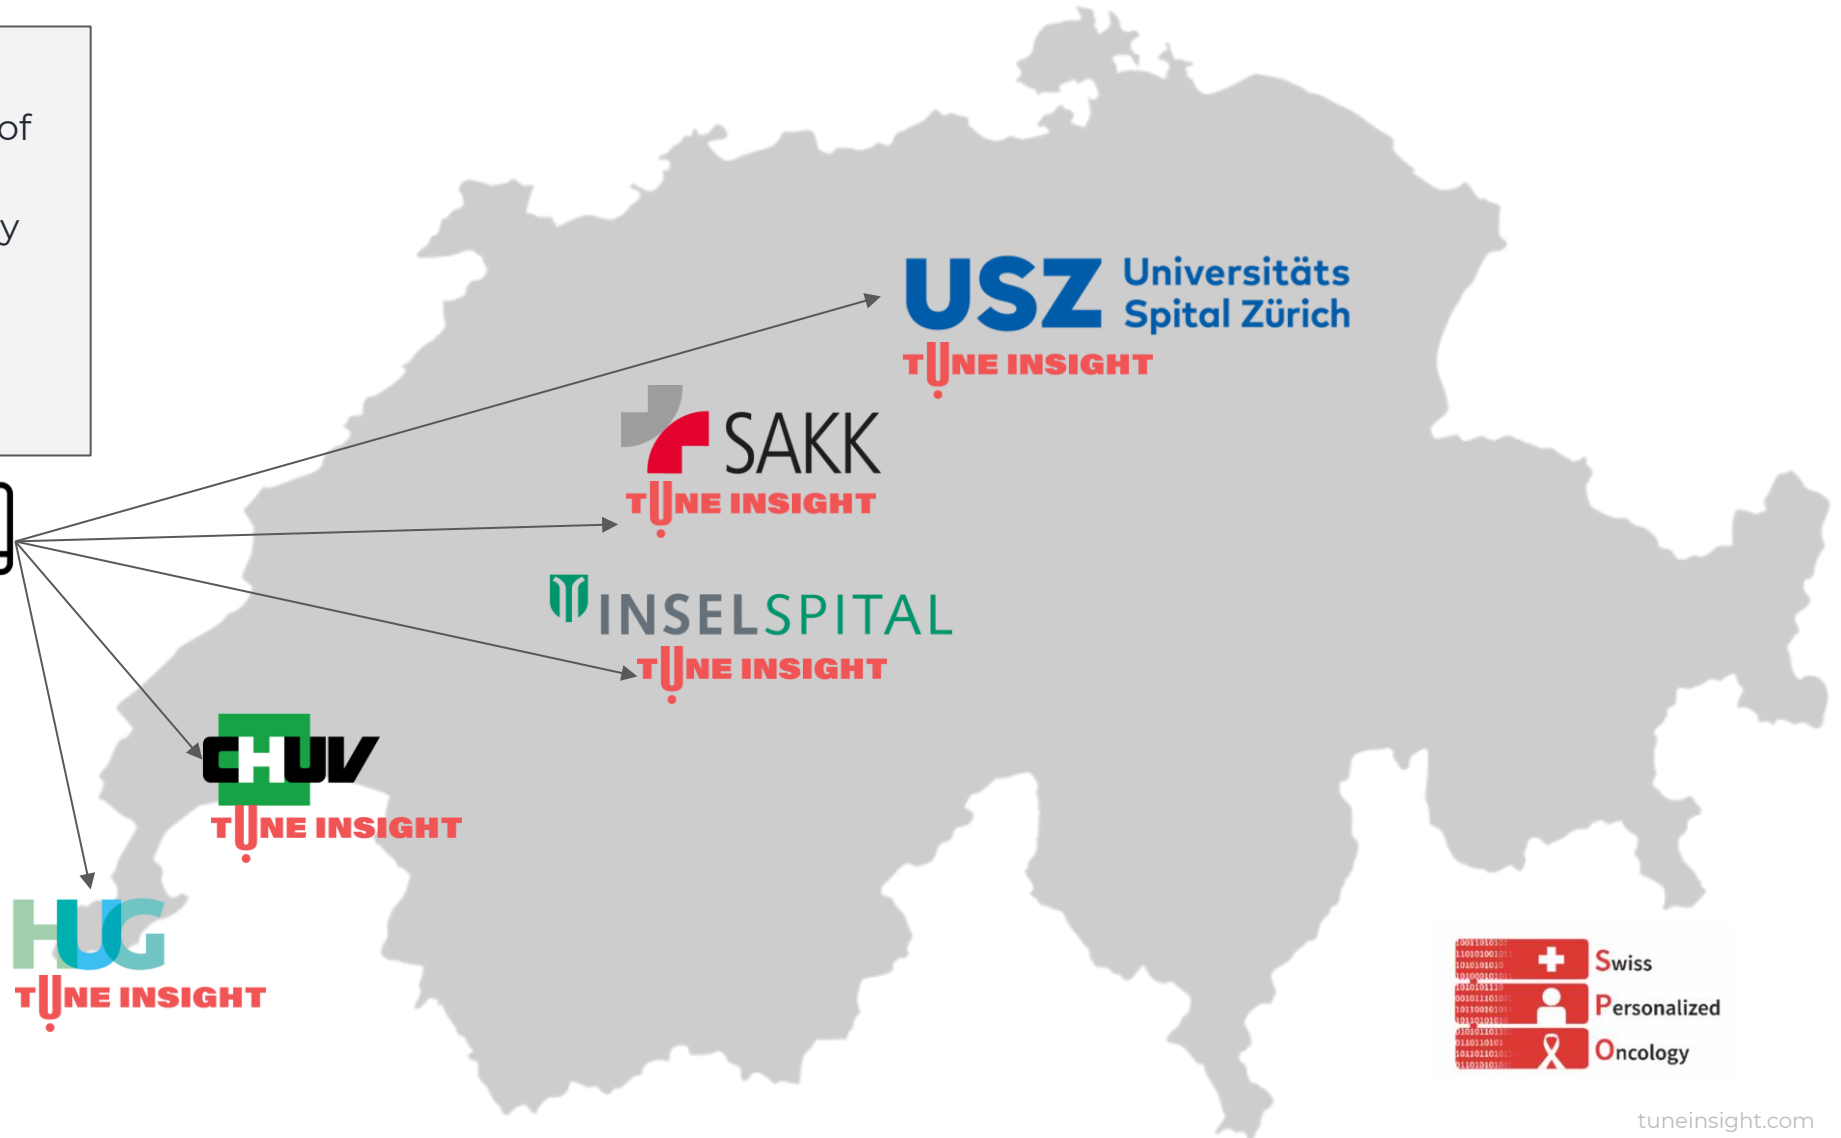 of
y
USZ Universitäts
Spital Zürich
TUNE INSIGHT
SAKK
TUNE INSIGHT
INSELSPITAL
TUNE INSIGHT
CHUV
TUNE INSIGHT
HUG
TUNE INSIGHT
Swiss
Personalized
Oncology
tuneinsight.com